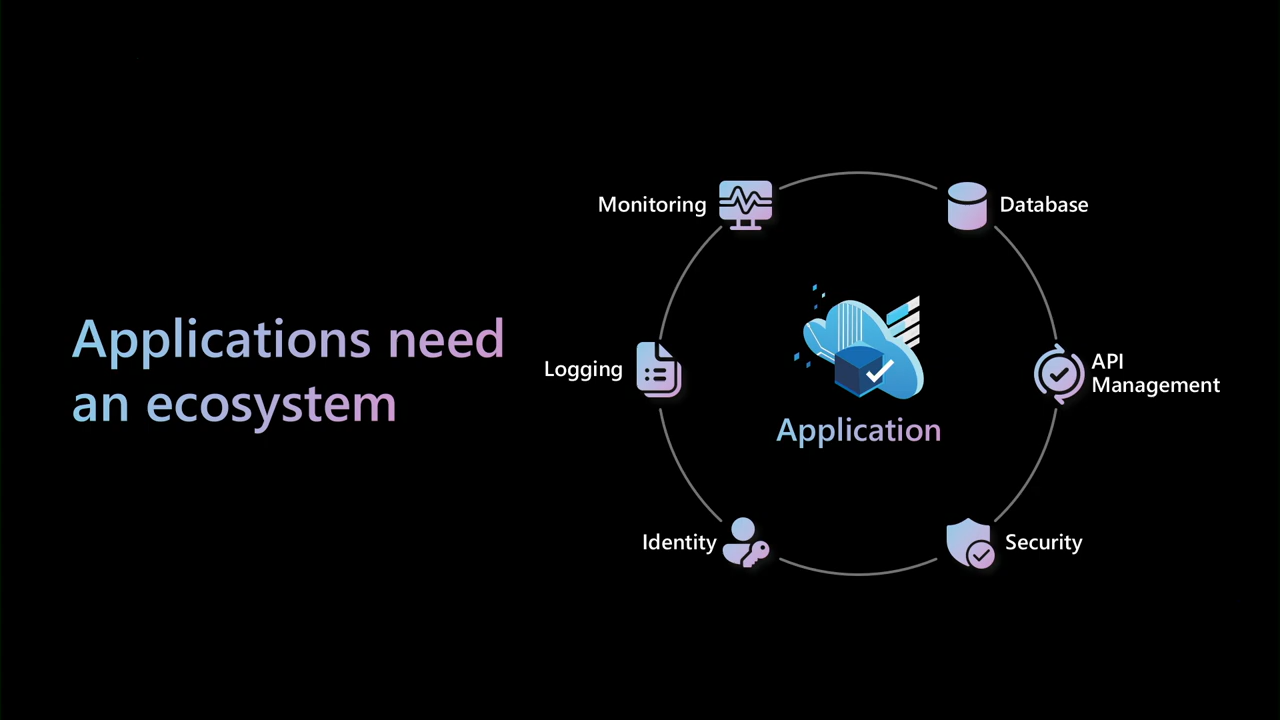 Applications need
an ecosystem
Monitoring
Database
Logging
API
Management
Application
Identity
Security